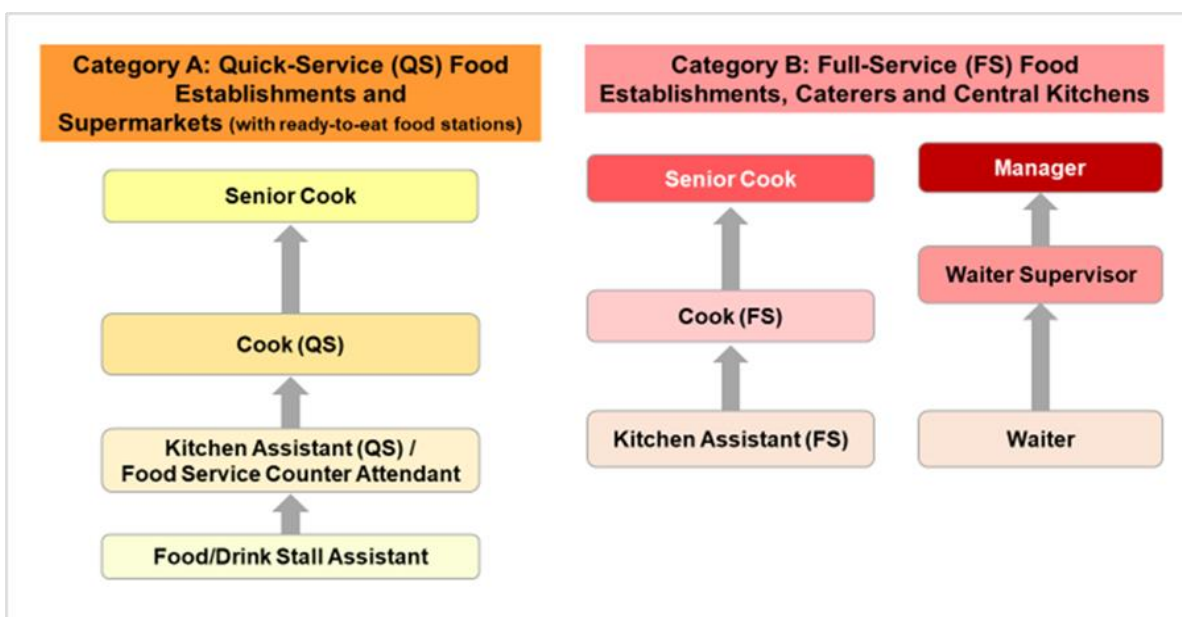 Category A: Quick-Service (QS) Food
Establishments and
Supermarkets (with ready-to-eat food stations)
Senior Cook
Cook (QS)
Kitchen Assistant (QS) /
Food Service Counter Attendant
Food/Drink Stall Assistant
Category B: Full-Service (FS) Food
Establishments, Caterers and Central Kitchens
Senior Cook
Cook (FS)
Kitchen Assistant (FS)
Manager
Waiter Supervisor
Waiter